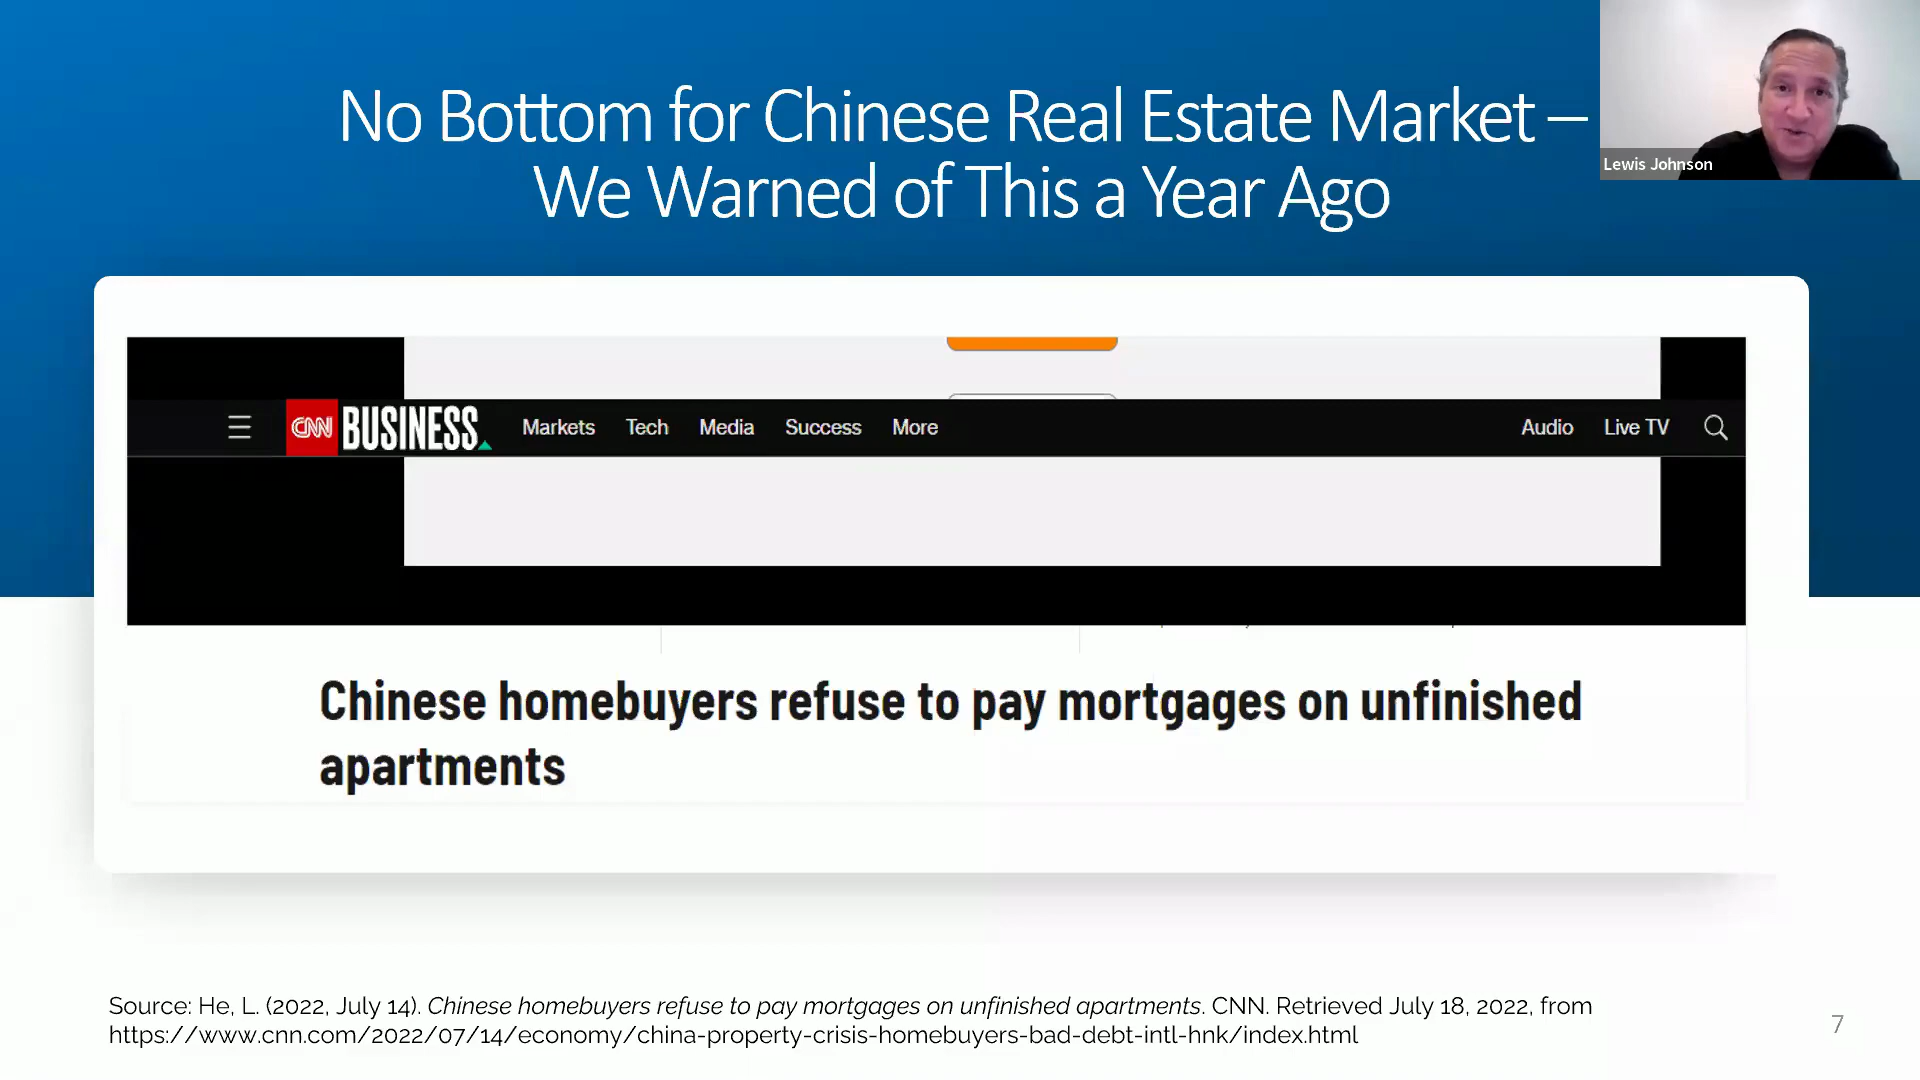 No Bottom for Chinese Real Estate Market –
We Warned of This a Year Ago
Lewis Johnson
CNN BUSINESS Markets Tech Media Success More Audio Live TV
Chinese homebuyers refuse to pay mortgages on unfinished
apartments
Source: He, L. (2022, July 14). Chinese homebuyers refuse to pay mortgages on unfinished apartments. CNN. Retrieved July 18, 2022, from
https://www.cnn.com/2022/07/14/economy/china-property-crisis-homebuyers-bad-debt-intl-hnk/index.html
7